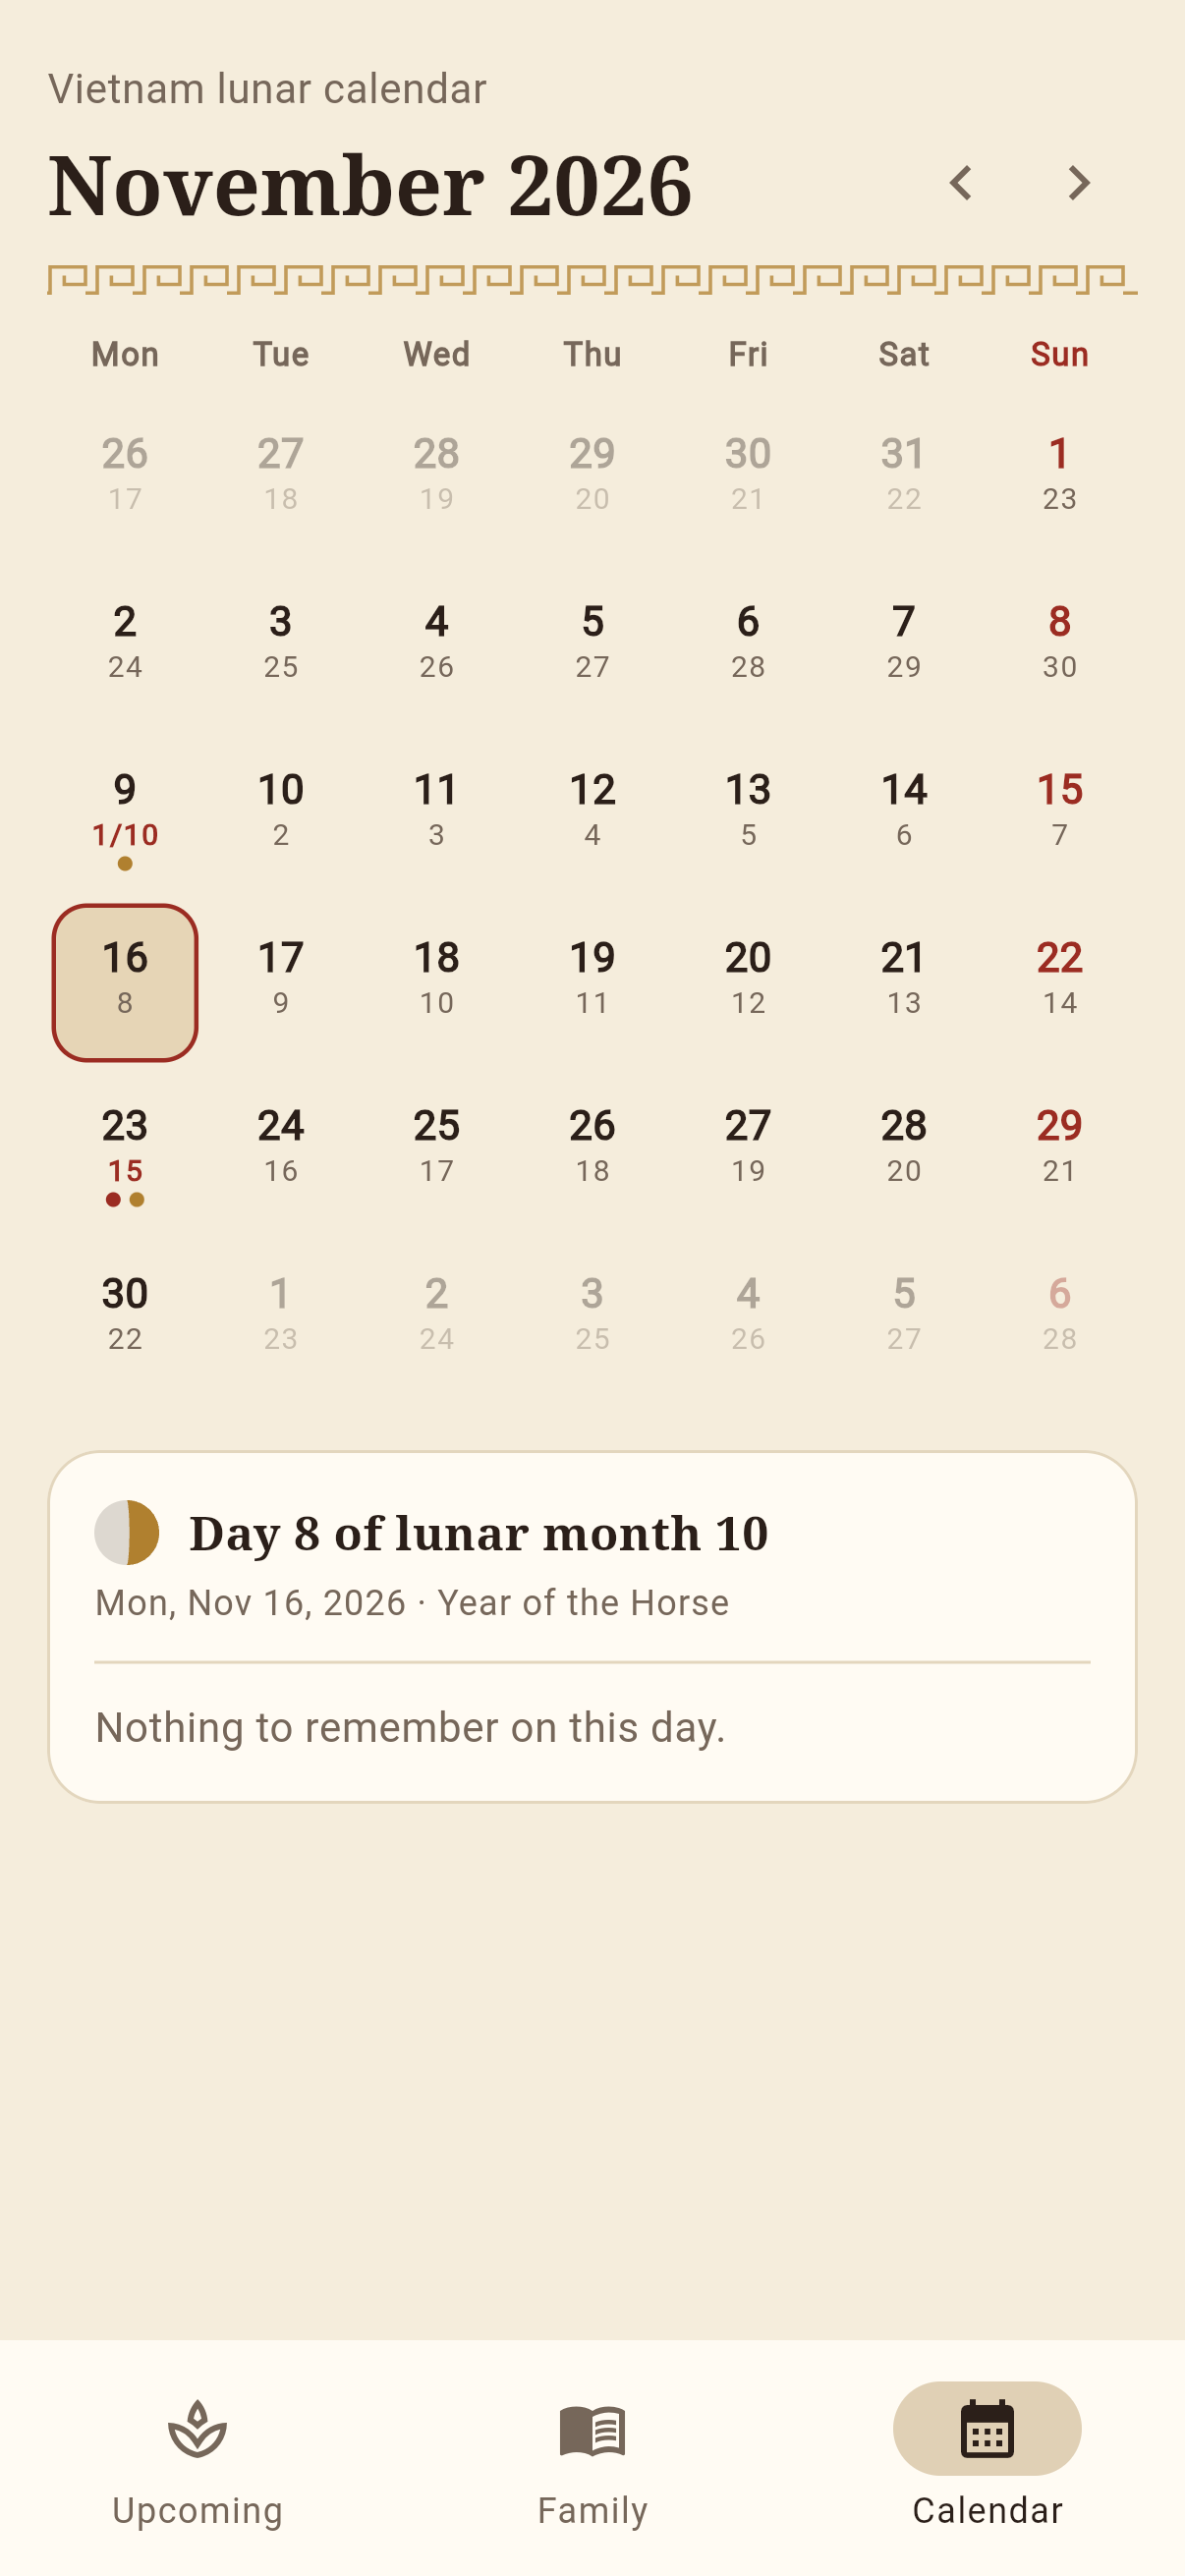 Vietnam lunar calendar
November 2026
Mon Tue Wed Thu Fri Sat Sun
26 27 28 29 30 31 1
17 18 19 20 21 22 23
2 3 4 5 6 7 8
24 25 26 27 28 29 30
9 10 11 12 13 14 15
1/10 2 3 4 5 6 7
16 17 18 19 20 21 22
8 9 10 11 12 13 14
23 24 25 26 27 28 29
15 16 17 18 19 20 21
30 1 2 3 4 5 6
22 23 24 25 26 27 28
Day 8 of lunar month 10
Mon, Nov 16, 2026 · Year of the Horse
Nothing to remember on this day.
Upcoming Family Calendar